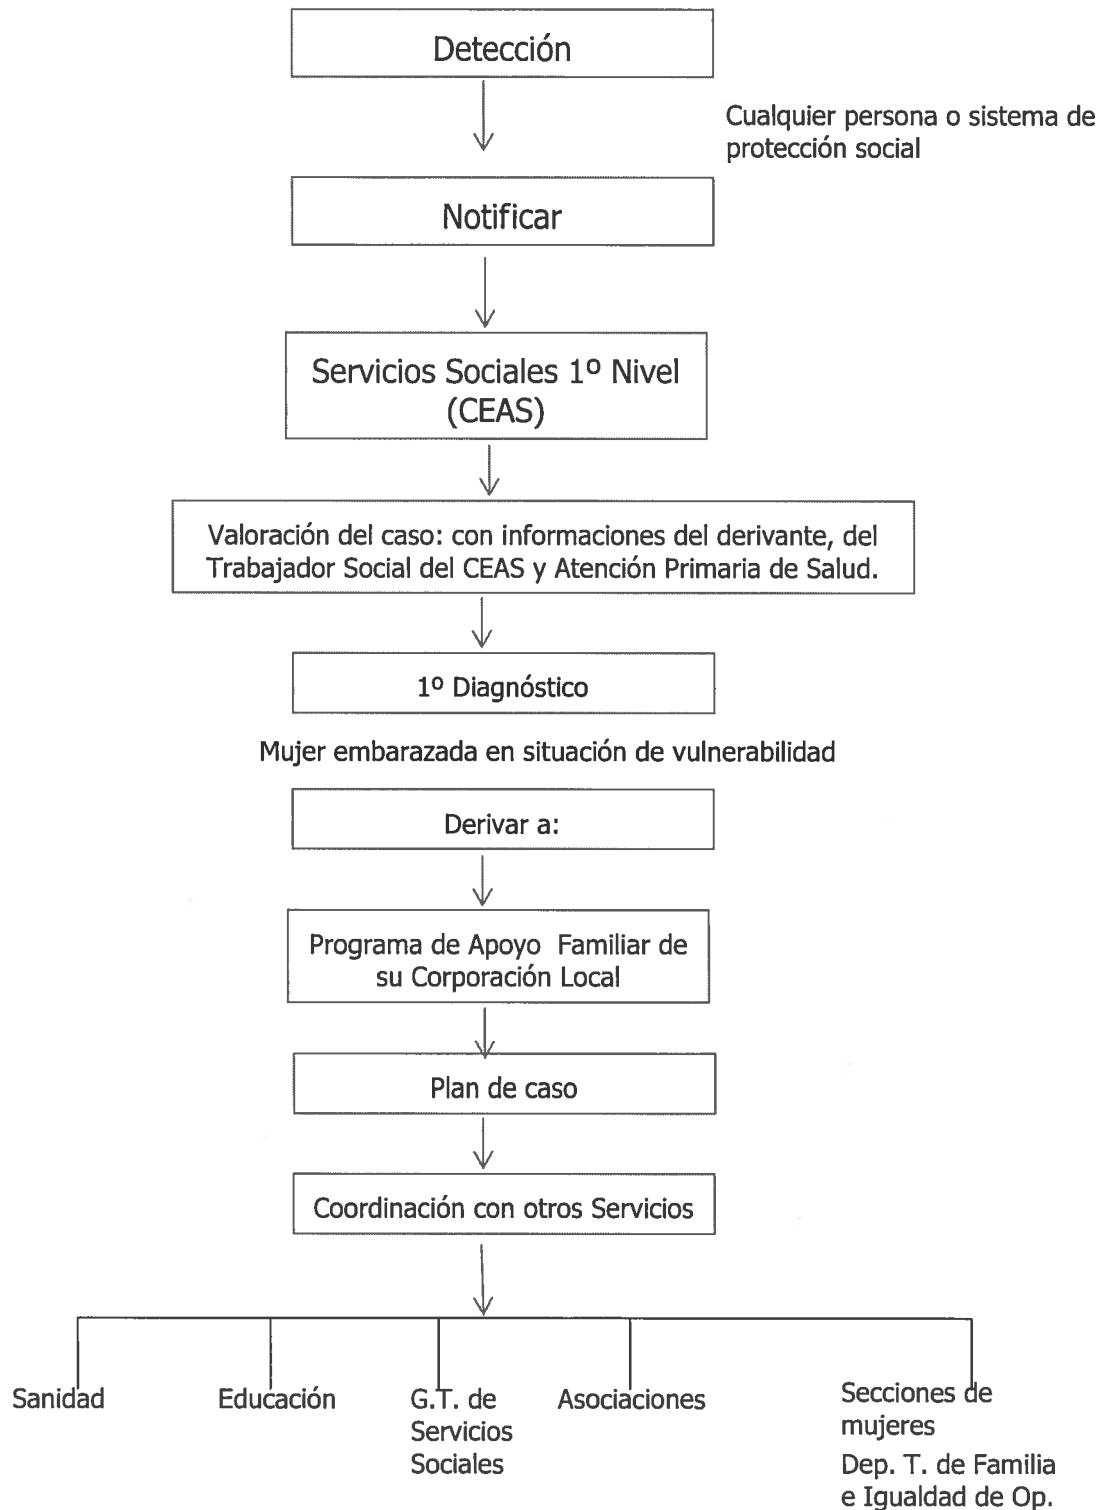 Detección
Cualquier persona o sistema de
protección social
Notificar
Servicios Sociales 1º Nivel
(CEAS)
Valoración del caso: con informaciones del derivante, del
Trabajador Social del CEAS y Atención Primaria de Salud.
1º Diagnóstico
Mujer embarazada en situación de vulnerabilidad
Derivar a:
Programa de Apoyo Familiar de
su Corporación Local
Plan de caso
Coordinación con otros Servicios
Sanidad
Educación
G.T. de
Servicios
Sociales
Asociaciones
Secciones de
mujeres
Dep. T. de Familia
e Igualdad de Op.